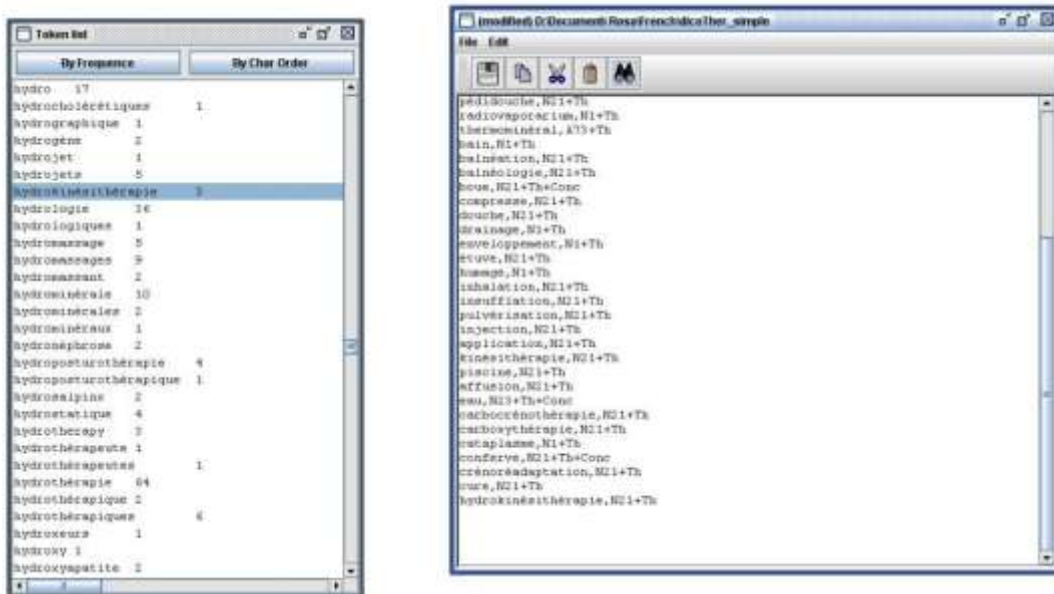 Token list
By Frequence By Char Order
hydro 17
hydrocholérétiques 1
hydrographique 1
hydrogène 2
hydrojet 1
hydrojets 5
hydrokinésithérapie
hydrologie
hydrologiques 1
hydromassage 5
hydromassages 9
hydromassant 2
hydrominérale 10
hydrominérales 2
hydrominéraux 1
hydronéphrose 2
hydroposturothérapie 4
hydroposturothérapique 1
hydrosalpinx 2
hydrostatique 4
hydrotherapy 3
hydrothérapeute 1
hydrothérapeutes 1
hydrothérapie 64
hydrothérapique 2
hydrothérapiques 6
hydroxeurs 1
hydroxy 1
hydroxyapatite 2
(modified) D:\Documenti Rosa\French\dicaTher_simple
File Edit
pédidouche,N21+Th
radiovaporarium,N1+Th
thermominéral,A73+Th
bain,N1+Th
balnéation,N21+Th
balnéologie,N21+Th
boue,N21+Th+Conc
compresse,N21+Th
douche,N21+Th
drainage,N1+Th
enveloppement,N1+Th
étuve,N21+Th
humage,N1+Th
inhalation,N21+Th
insufflation,N21+Th
pulvérisation,N21+Th
injection,N21+Th
application,N21+Th
kinésithérapie,N21+Th
piscine,N21+Th
affusion,N21+Th
eau,N23+Th+Conc
carbocrénothérapie,N21+Th
carboxythérapie,N21+Th
cataplasme,N1+Th
conferve,N21+Th+Conc
crénoréadaptation,N21+Th
cure,N21+Th
hydrokinésithérapie,N21+Th